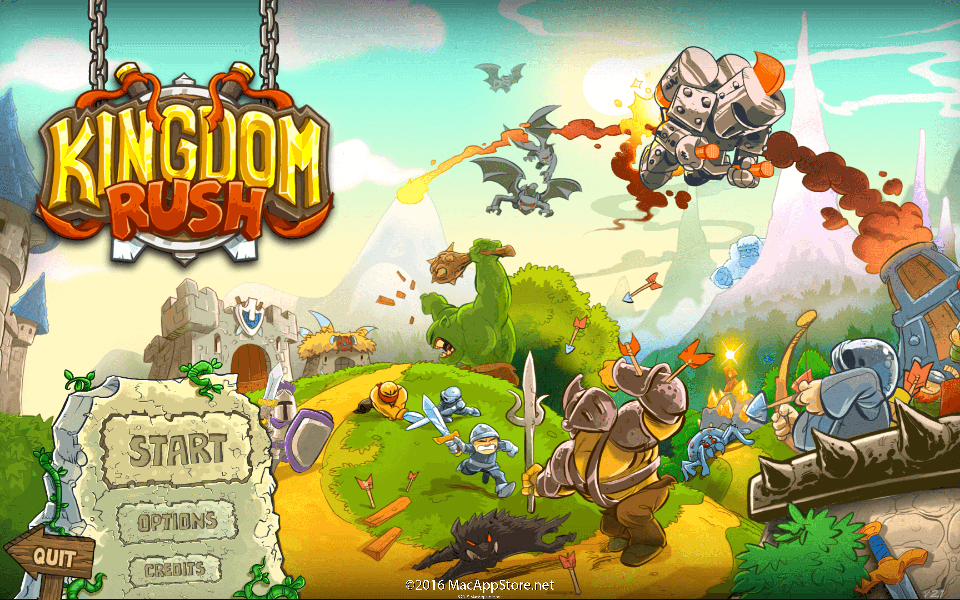 KINGDOM
RUSH
START
OPTIONS
CREDITS
QUIT
©2016 MacAppStore.net